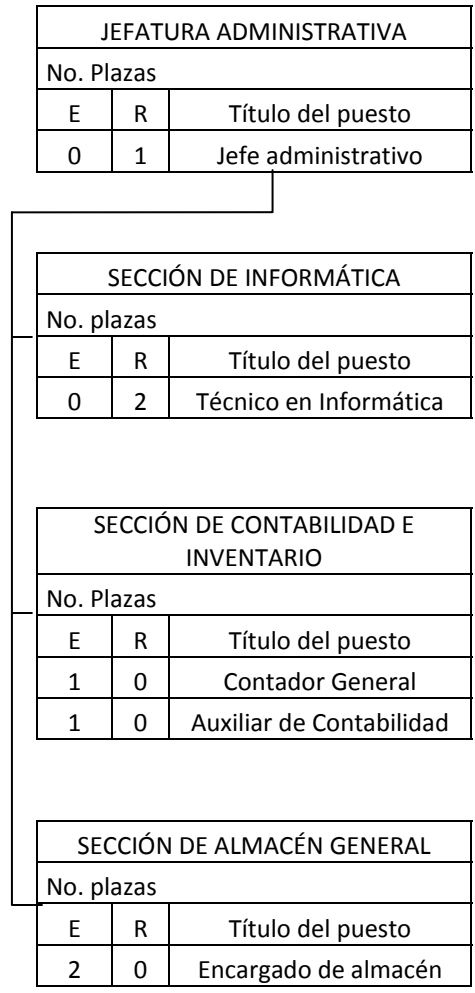 JEFATURA ADMINISTRATIVA
No. Plazas
E R Título del puesto
0 1 Jefe administrativo
SECCIÓN DE INFORMÁTICA
No. plazas
E R Título del puesto
0 2 Técnico en Informática
SECCIÓN DE CONTABILIDAD E
INVENTARIO
No. Plazas
E R Título del puesto
1 0 Contador General
1 0 Auxiliar de Contabilidad
SECCIÓN DE ALMACÉN GENERAL
No. plazas
E R Título del puesto
2 0 Encargado de almacén